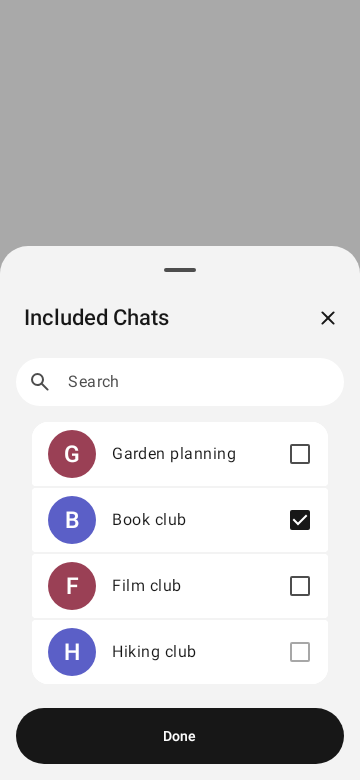 Included Chats
Search
G Garden planning
B Book club
F Film club
H Hiking club
Done